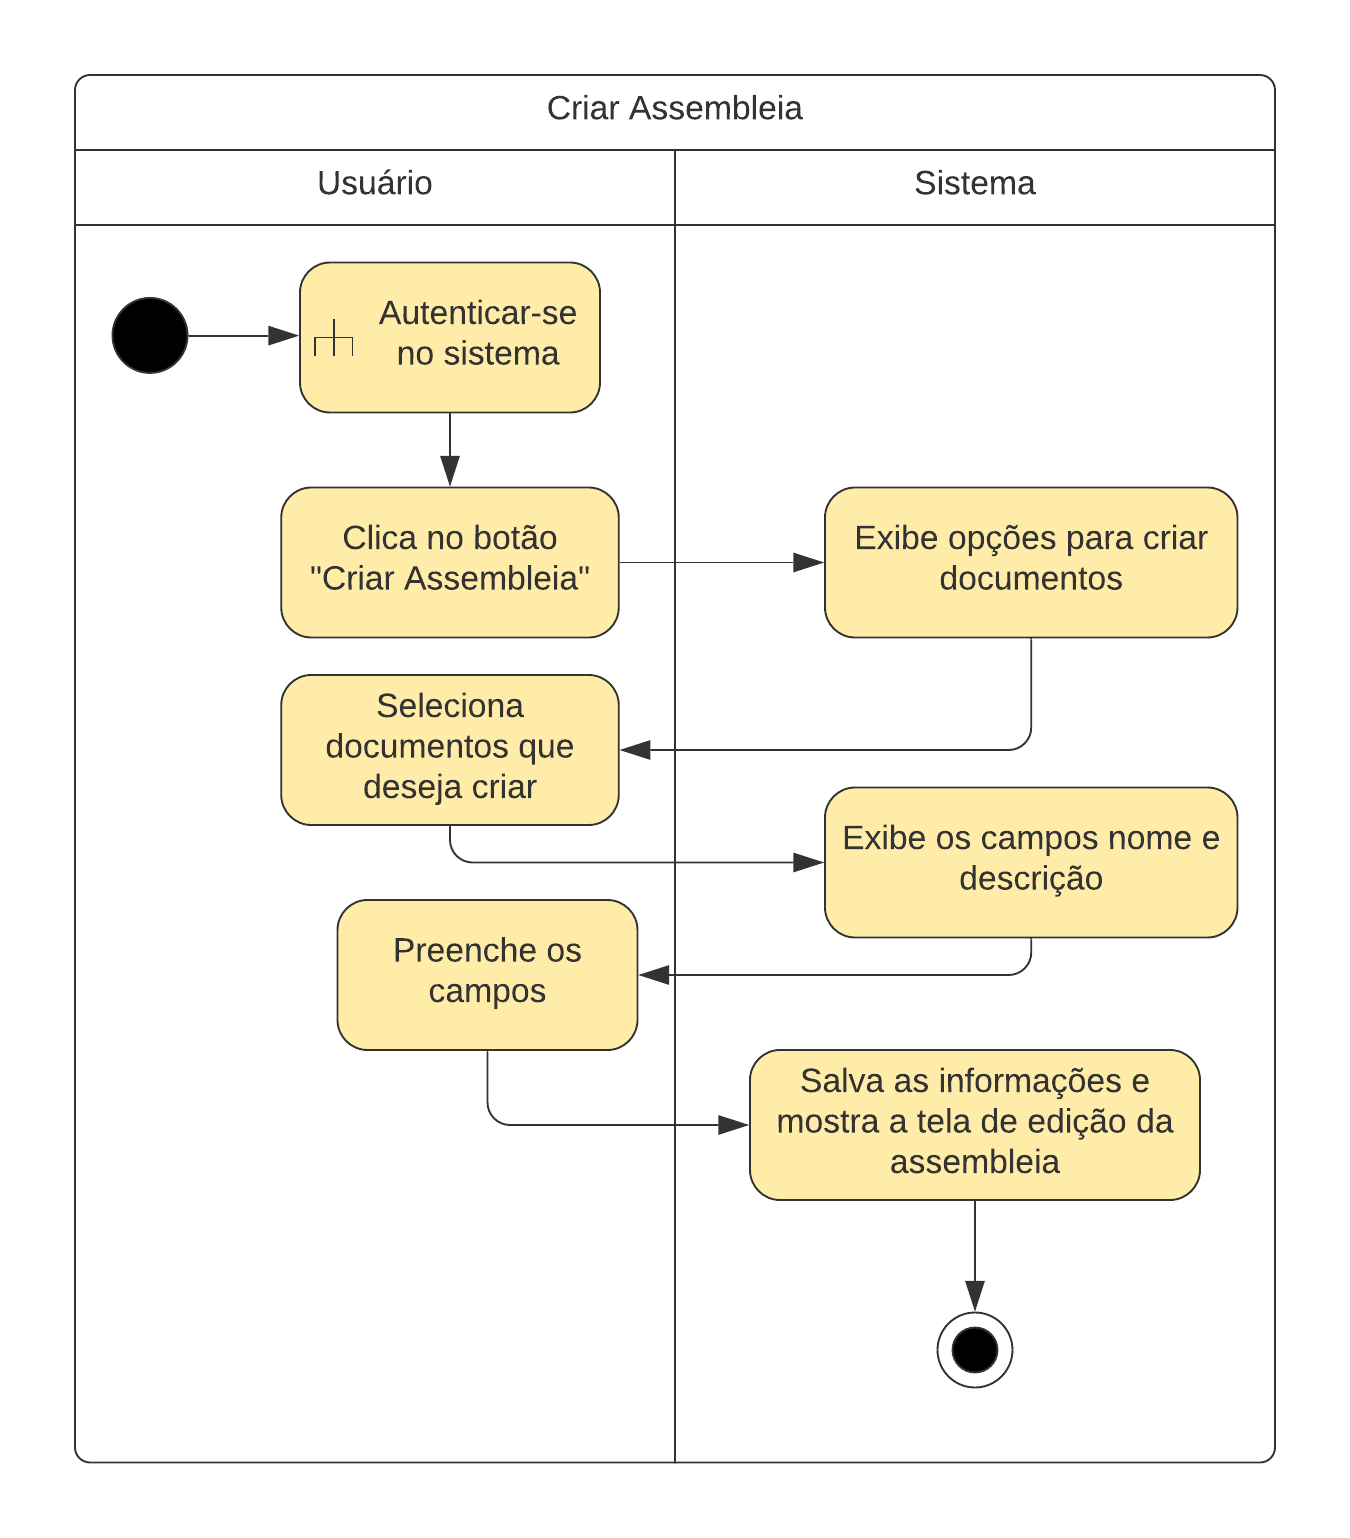 Criar Assembleia
Usuário
Sistema
Autenticar-se
no sistema
Clica no botão
"Criar Assembleia"
Exibe opções para criar
documentos
Seleciona
documentos que
deseja criar
Exibe os campos nome e
descrição
Preenche os
campos
Salva as informações e
mostra a tela de edição da
assembleia